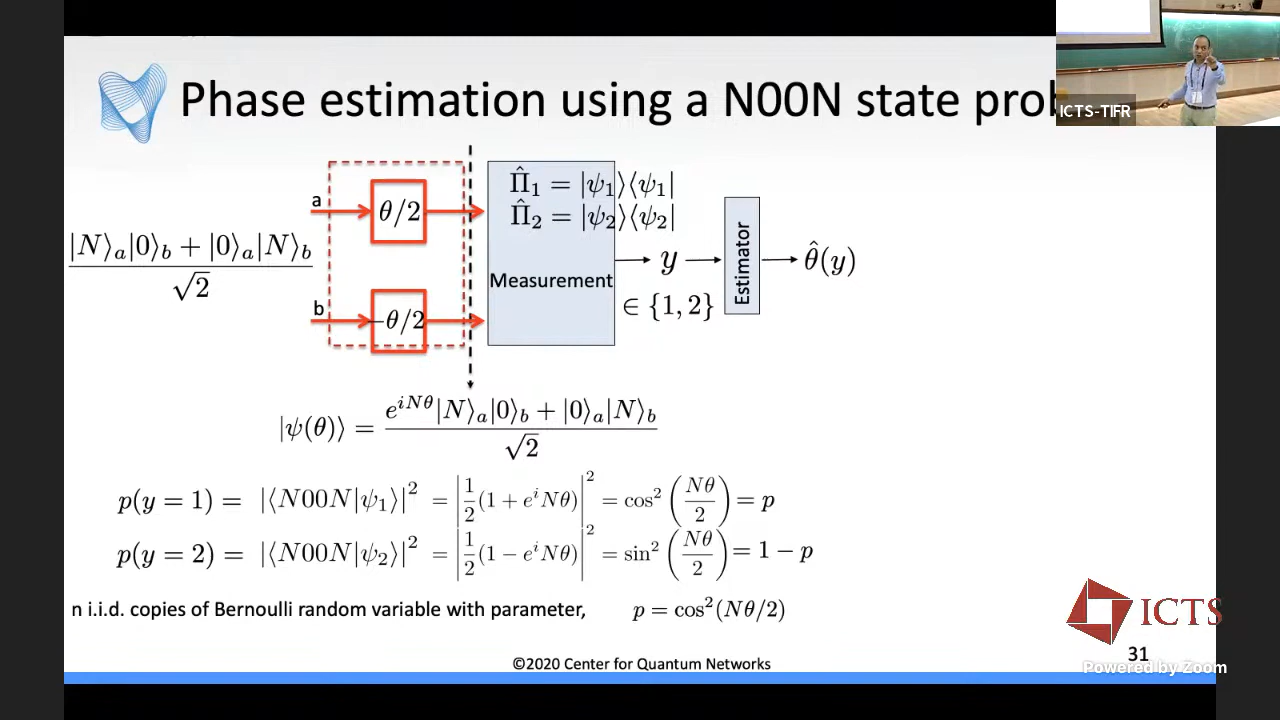 Phase estimation using a N00N state prob
ICTS-TIFR
a
θ/2
b
−θ/2
|N⟩ₐ|0⟩_b + |0⟩ₐ|N⟩_b
√2
Π̂₁ = |ψ₁⟩⟨ψ₁|
Π̂₂ = |ψ₂⟩⟨ψ₂|
Measurement
y
∈ {1, 2}
Estimator
θ̂(y)
|ψ(θ)⟩ = (e^{iNθ}|N⟩ₐ|0⟩_b + |0⟩ₐ|N⟩_b)/√2
p(y = 1) = |⟨N00N|ψ₁⟩|² = |1/2(1 + e^i Nθ)|² = cos²(Nθ/2) = p
p(y = 2) = |⟨N00N|ψ₂⟩|² = |1/2(1 − e^i Nθ)|² = sin²(Nθ/2) = 1 − p
n i.i.d. copies of Bernoulli random variable with parameter, p = cos²(Nθ/2)
ICTS
31
Powered by Zoom
©2020 Center for Quantum Networks